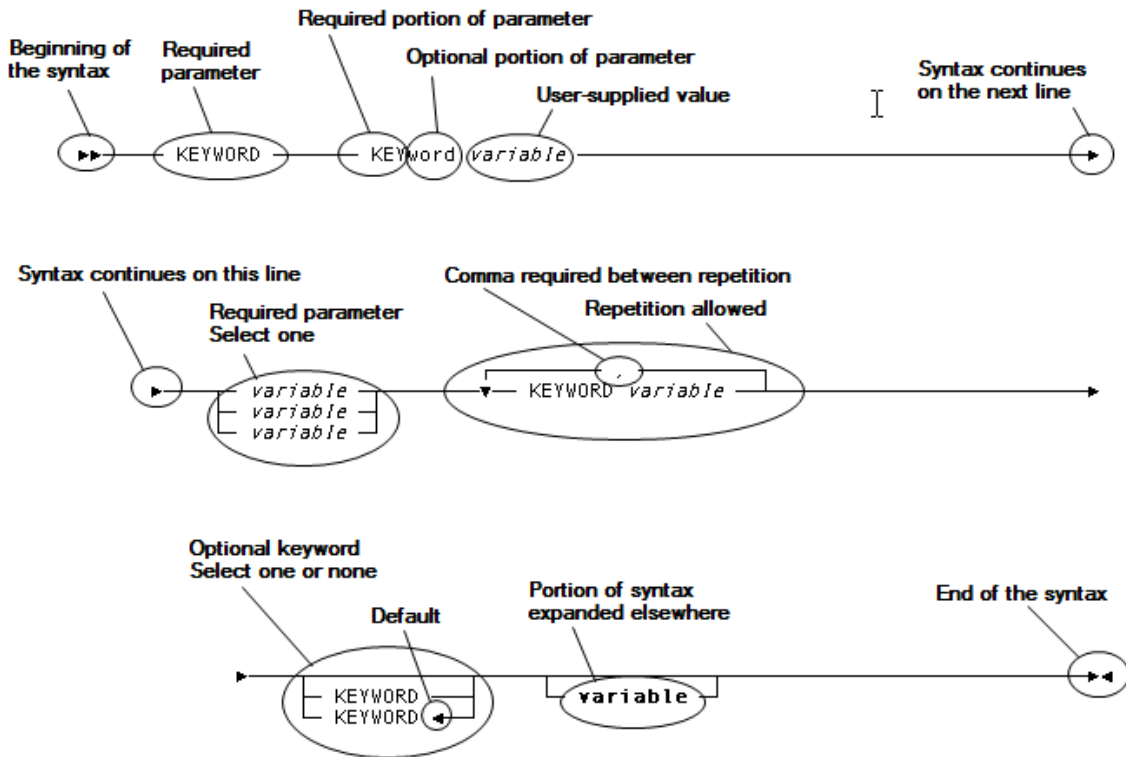 Required portion of parameter
Beginning of
the syntax
Required
parameter
Optional portion of parameter
User-supplied value
Syntax continues
on the next line
KEYWORD KEYword variable
Syntax continues on this line
Comma required between repetition
Required parameter
Select one
Repetition allowed
,
variable
variable
variable
KEYWORD variable
Optional keyword
Select one or none
Default
Portion of syntax
expanded elsewhere
End of the syntax
KEYWORD
KEYWORD
variable